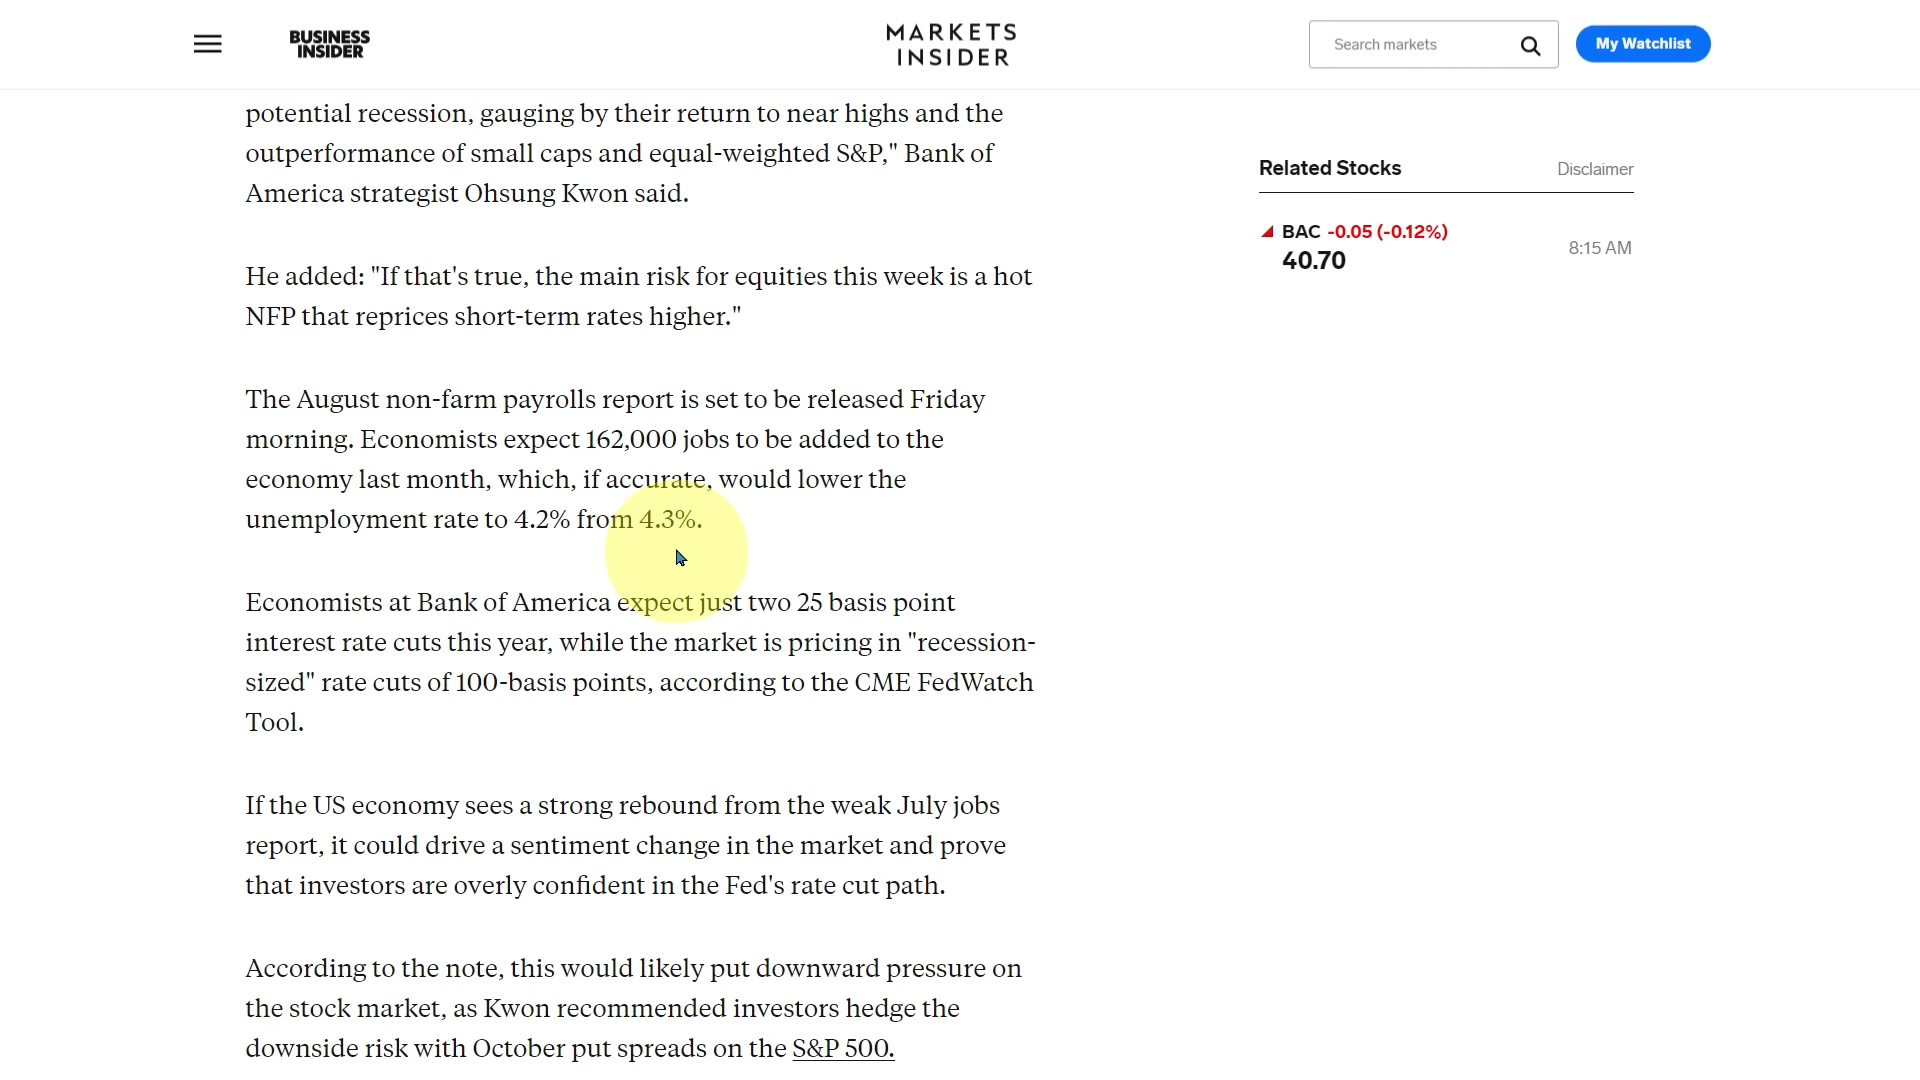 BUSINESS
INSIDER
MARKETS
INSIDER
Search markets
My Watchlist
potential recession, gauging by their return to near highs and the
outperformance of small caps and equal-weighted S&P," Bank of
America strategist Ohsung Kwon said.
He added: "If that's true, the main risk for equities this week is a hot
NFP that reprices short-term rates higher."
The August non-farm payrolls report is set to be released Friday
morning. Economists expect 162,000 jobs to be added to the
economy last month, which, if accurate, would lower the
unemployment rate to 4.2% from 4.3%.
Economists at Bank of America expect just two 25 basis point
interest rate cuts this year, while the market is pricing in "recession-
sized" rate cuts of 100-basis points, according to the CME FedWatch
Tool.
If the US economy sees a strong rebound from the weak July jobs
report, it could drive a sentiment change in the market and prove
that investors are overly confident in the Fed's rate cut path.
According to the note, this would likely put downward pressure on
the stock market, as Kwon recommended investors hedge the
downside risk with October put spreads on the S&P 500.
Related Stocks
Disclaimer
BAC -0.05 (-0.12%)
40.70
8:15 AM